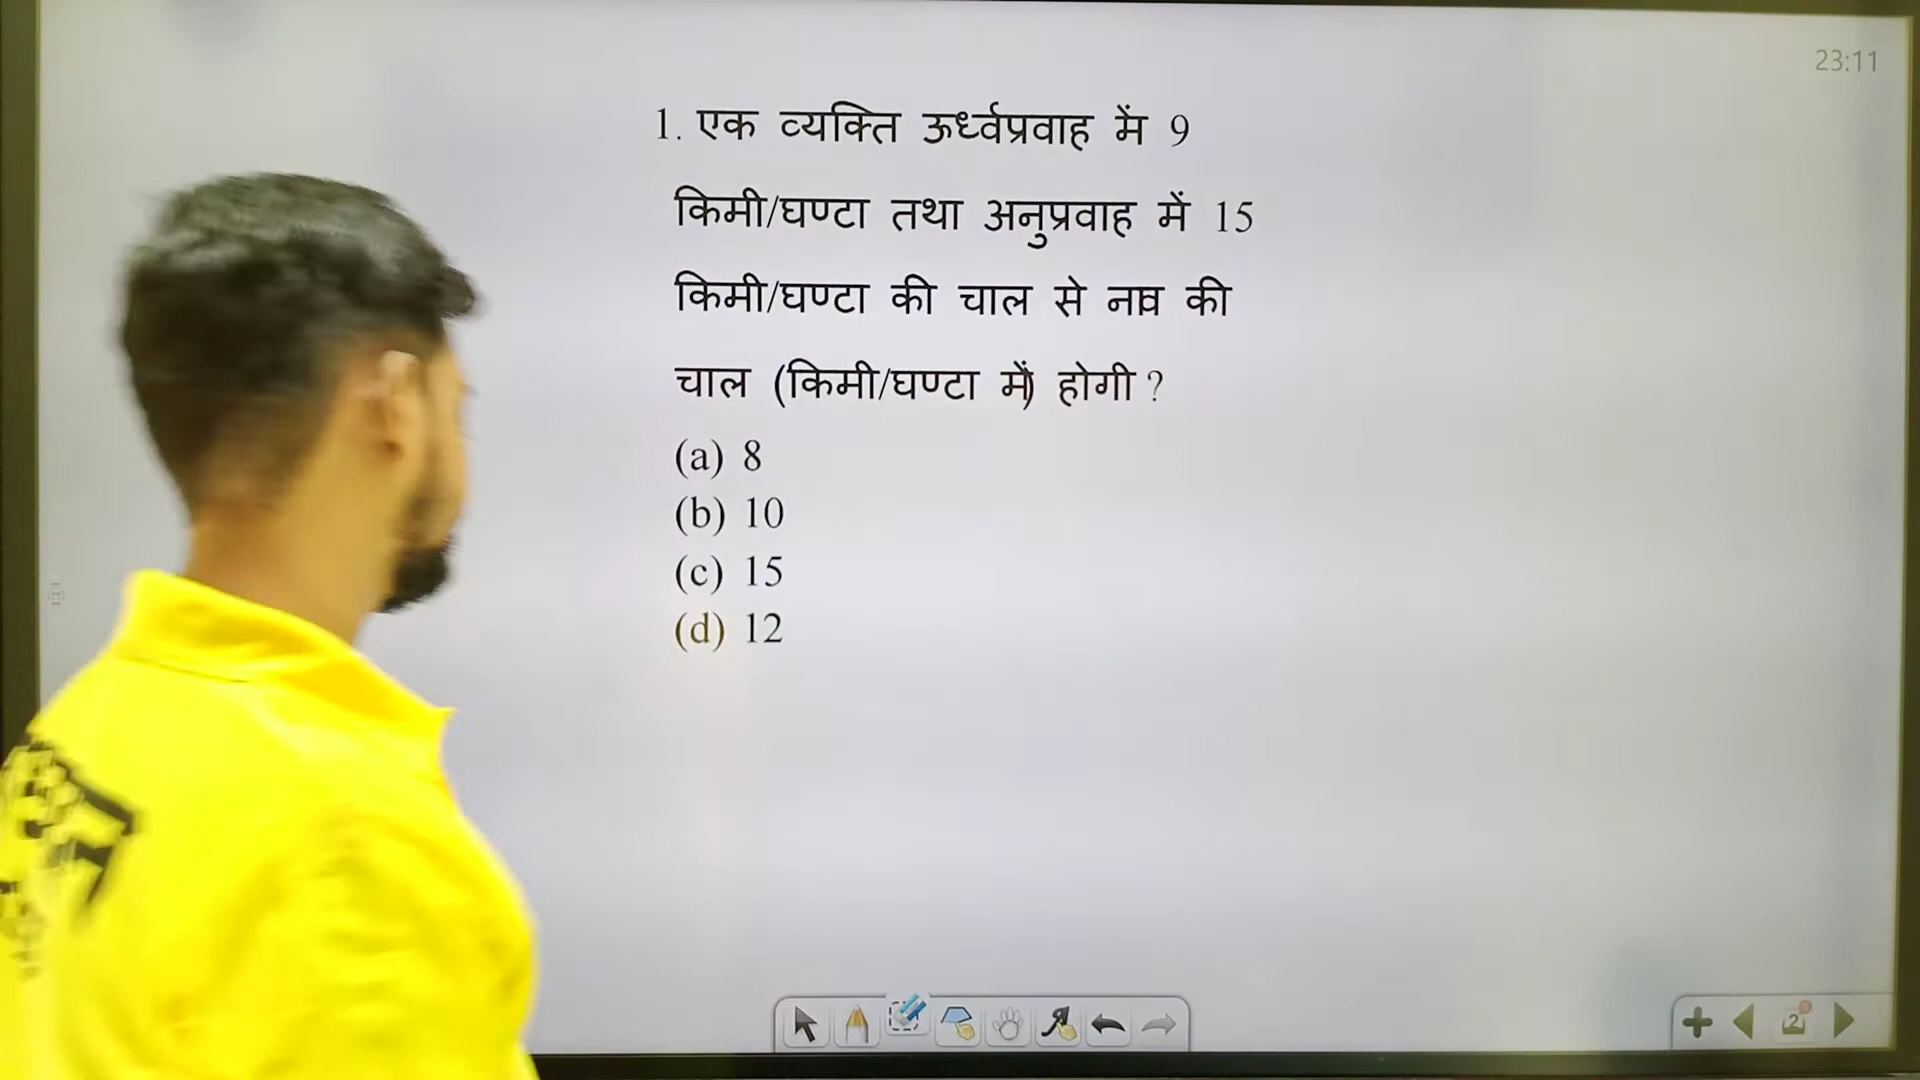 23:11
1. एक व्यक्ति ऊर्ध्वप्रवाह में 9
किमी/घण्टा तथा अनुप्रवाह में 15
किमी/घण्टा की चाल से नाव की
चाल (किमी/घण्टा में) होगी ?
(a) 8
(b) 10
(c) 15
(d) 12
2